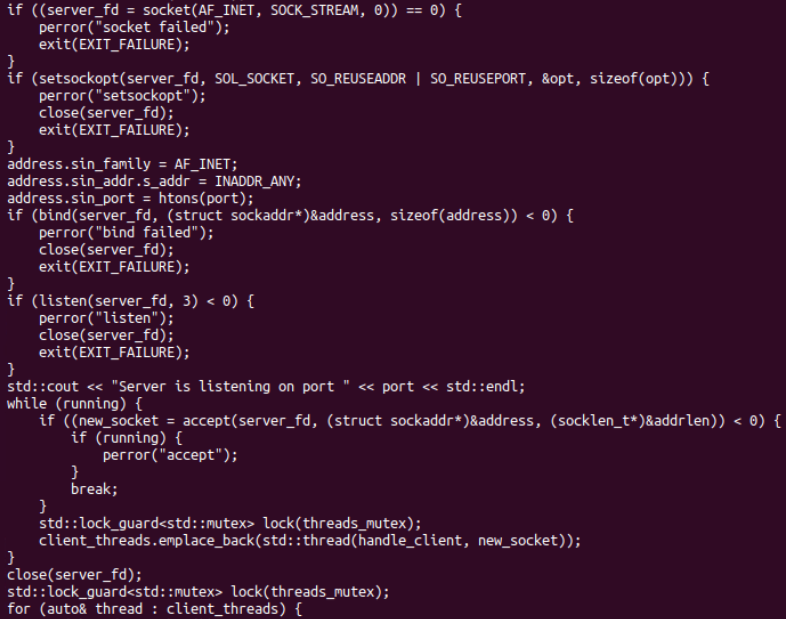 if ((server_fd = socket(AF_INET, SOCK_STREAM, 0)) == 0) {
    perror("socket failed");
    exit(EXIT_FAILURE);
}
if (setsockopt(server_fd, SOL_SOCKET, SO_REUSEADDR | SO_REUSEPORT, &opt, sizeof(opt))) {
    perror("setsockopt");
    close(server_fd);
    exit(EXIT_FAILURE);
}
address.sin_family = AF_INET;
address.sin_addr.s_addr = INADDR_ANY;
address.sin_port = htons(port);
if (bind(server_fd, (struct sockaddr*)&address, sizeof(address)) < 0) {
    perror("bind failed");
    close(server_fd);
    exit(EXIT_FAILURE);
}
if (listen(server_fd, 3) < 0) {
    perror("listen");
    close(server_fd);
    exit(EXIT_FAILURE);
}
std::cout << "Server is listening on port " << port << std::endl;
while (running) {
    if ((new_socket = accept(server_fd, (struct sockaddr*)&address, (socklen_t*)&addrlen)) < 0) {
        if (running) {
            perror("accept");
        }
        break;
    }
    std::lock_guard<std::mutex> lock(threads_mutex);
    client_threads.emplace_back(std::thread(handle_client, new_socket));
}
close(server_fd);
std::lock_guard<std::mutex> lock(threads_mutex);
for (auto& thread : client_threads) {